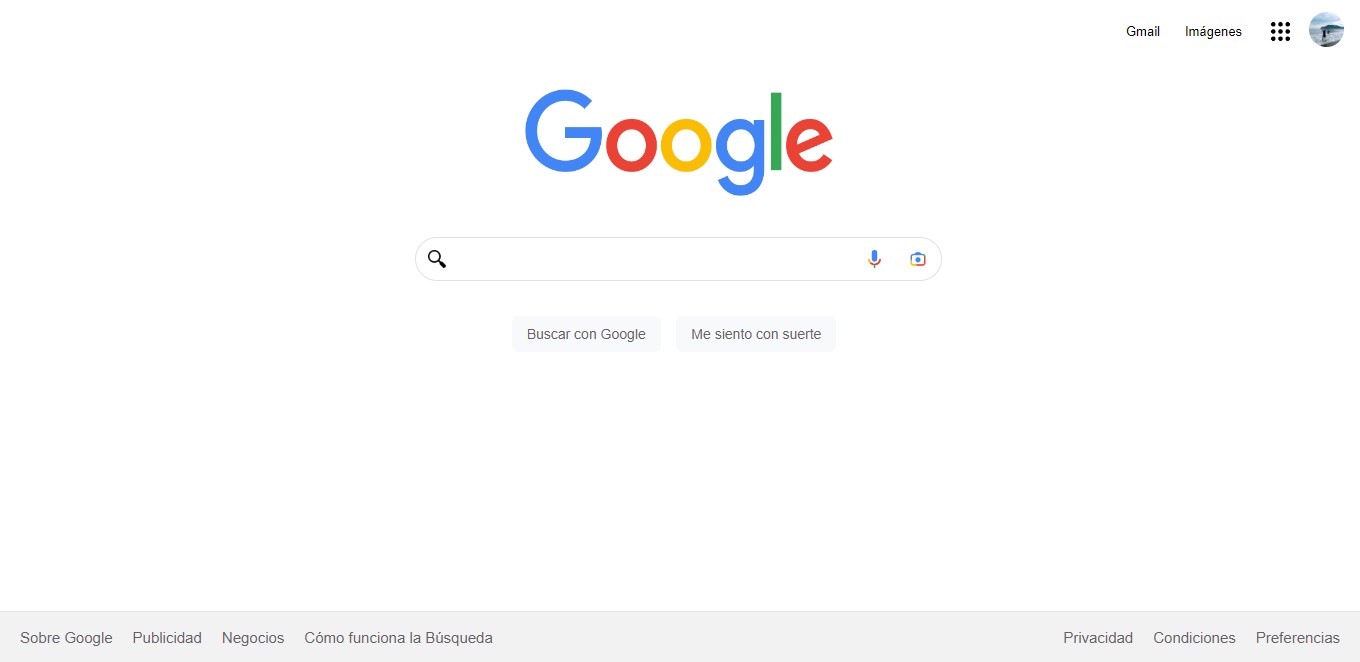 Gmail Imágenes
Google
Buscar con Google Me siento con suerte
Sobre Google Publicidad Negocios Cómo funciona la Búsqueda Privacidad Condiciones Preferencias